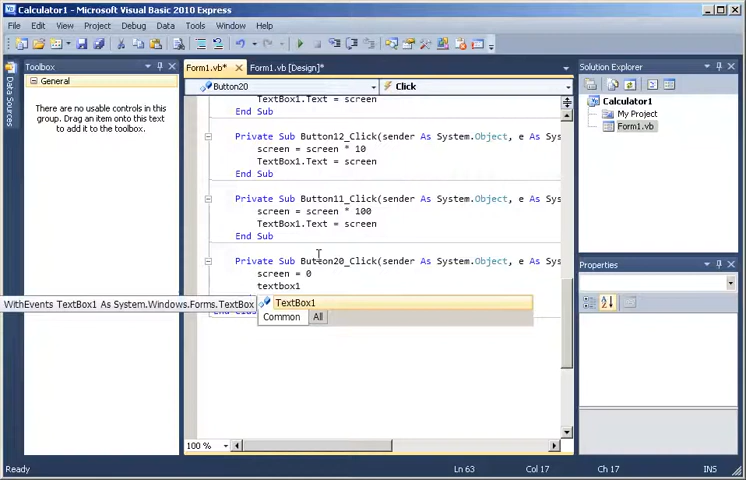 Calculator1 - Microsoft Visual Basic 2010 Express
File Edit View Project Debug Data Tools Window Help
Toolbox
General
There are no usable controls in this
group. Drag an item onto this text
to add it to the toolbox.
Data Sources
Form1.vb* Form1.vb [Design]*
Button20 Click
TextBox1.Text = screen
End Sub
Private Sub Button12_Click(sender As System.Object, e As Sys
screen = screen * 10
TextBox1.Text = screen
End Sub
Private Sub Button11_Click(sender As System.Object, e As Sys
screen = screen * 100
TextBox1.Text = screen
End Sub
Private Sub Button20_Click(sender As System.Object, e As Sys
screen = 0
textbox1
WithEvents TextBox1 As System.Windows.Forms.TextBox
TextBox1
Common All
100 %
Solution Explorer
Calculator1
My Project
Form1.vb
Properties
Ready Ln 63 Col 17 Ch 17